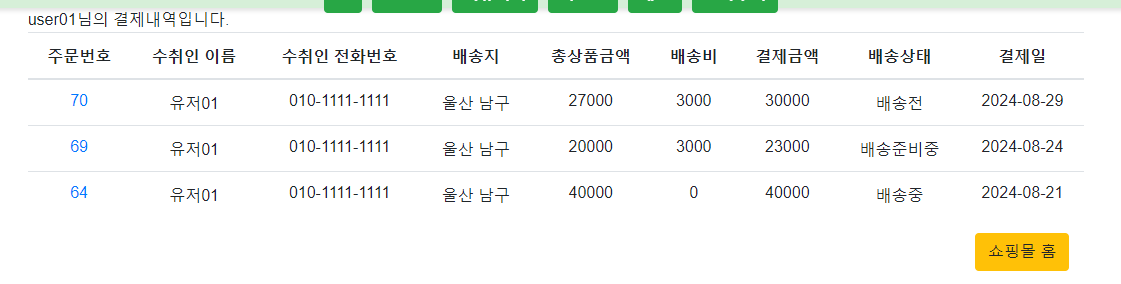 user01님의 결제내역입니다.
주문번호 수취인 이름 수취인 전화번호 배송지 총상품금액 배송비 결제금액 배송상태 결제일
70 유저01 010-1111-1111 울산 남구 27000 3000 30000 배송전 2024-08-29
69 유저01 010-1111-1111 울산 남구 20000 3000 23000 배송준비중 2024-08-24
64 유저01 010-1111-1111 울산 남구 40000 0 40000 배송중 2024-08-21
쇼핑몰 홈